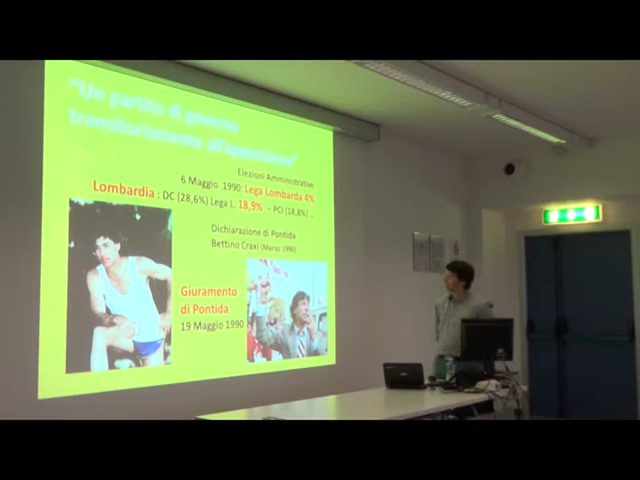 "Un partito di governo
transitoriamente all'opposizione"
Elezioni Amministrative
6 Maggio 1990: Lega Lombarda 4%
Lombardia : DC (28,6%) Lega L. 18,9% - PCI (18,8%) ..
Dichiarazione di Pontida
Bettino Craxi (Marzo 1990)
Giuramento
di Pontida
19 Maggio 1990